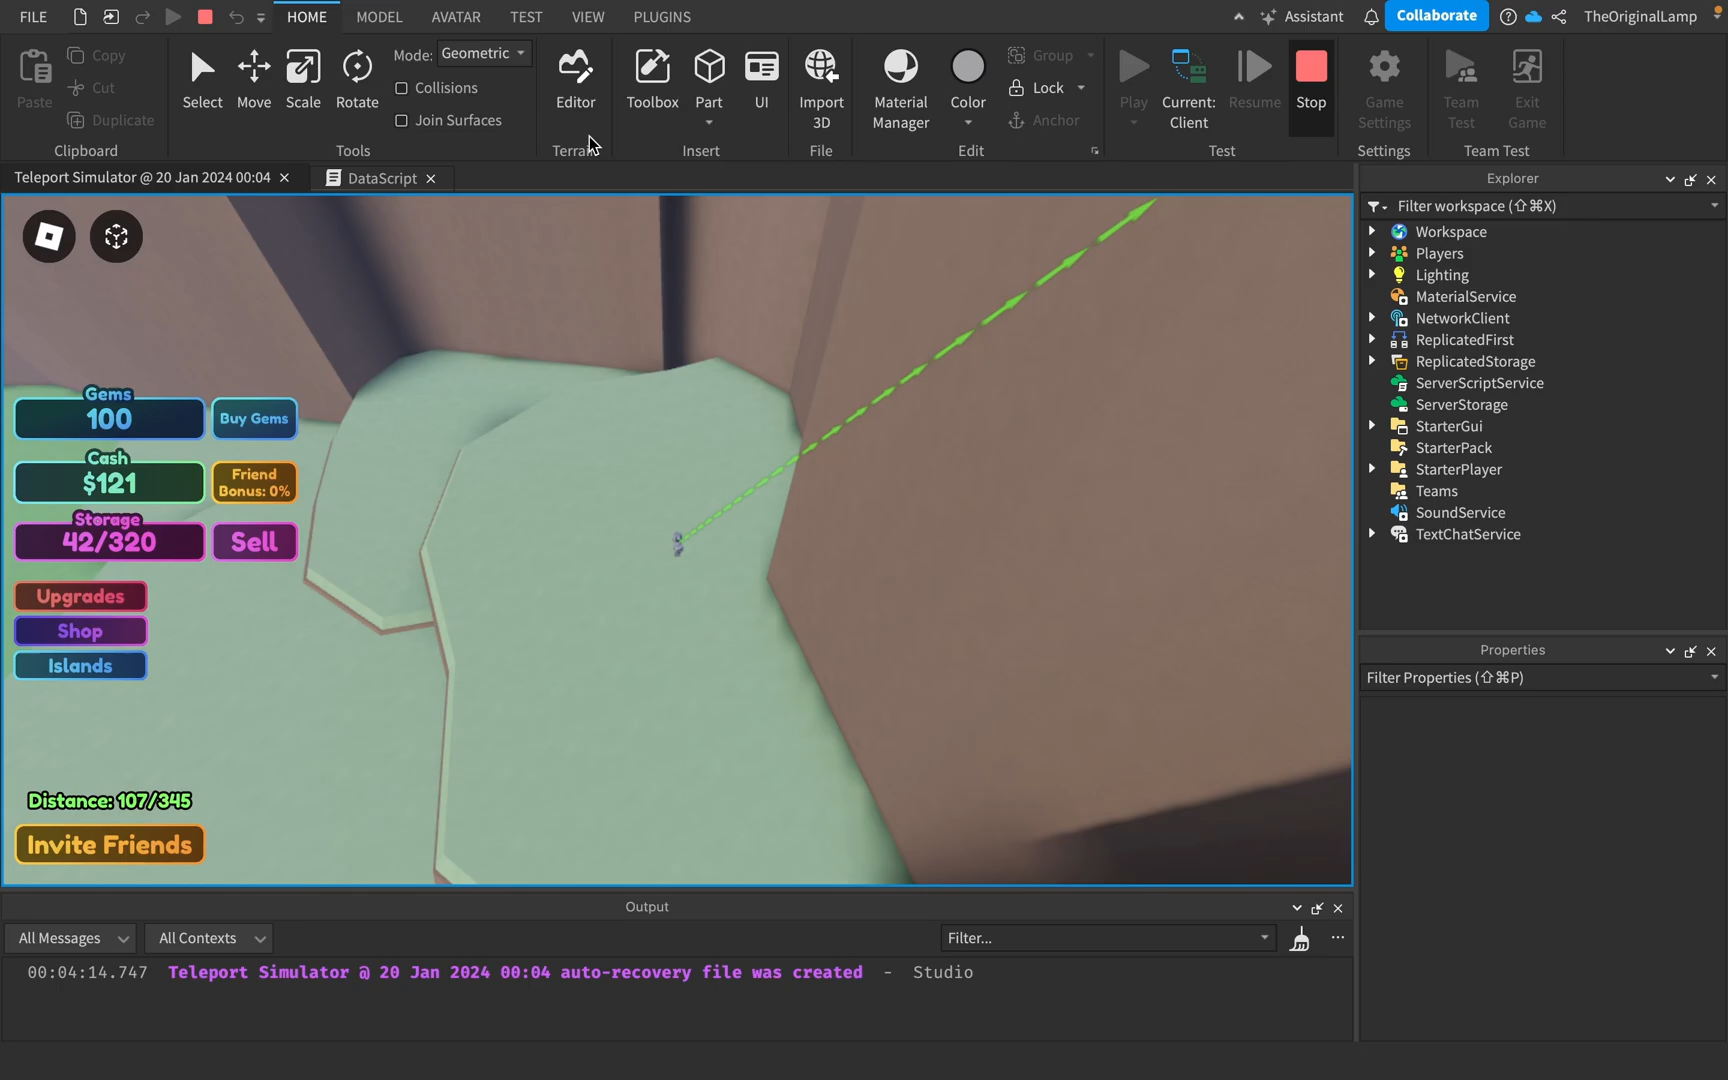 FILE
HOME
MODEL
AVATAR
TEST
VIEW
PLUGINS
Assistant
Collaborate
TheOriginalLamp
Paste
Copy
Cut
Duplicate
Clipboard
Select
Move
Scale
Rotate
Mode: Geometric
Collisions
Join Surfaces
Tools
Editor
Terrain
Toolbox
Part
UI
Insert
Import
3D
File
Material
Manager
Color
Group
Lock
Anchor
Edit
Play
Current:
Client
Resume
Stop
Test
Game
Settings
Settings
Team
Test
Exit
Game
Team Test
Teleport Simulator @ 20 Jan 2024 00:04
DataScript
Gems
100
Buy Gems
Cash
$121
Friend
Bonus: 0%
Storage
42/320
Sell
Upgrades
Shop
Islands
Distance: 107/345
Invite Friends
Explorer
Filter workspace (⇧⌘X)
Workspace
Players
Lighting
MaterialService
NetworkClient
ReplicatedFirst
ReplicatedStorage
ServerScriptService
ServerStorage
StarterGui
StarterPack
StarterPlayer
Teams
SoundService
TextChatService
Properties
Filter Properties (⇧⌘P)
Output
All Messages
All Contexts
Filter...
00:04:14.747 Teleport Simulator @ 20 Jan 2024 00:04 auto-recovery file was created - Studio